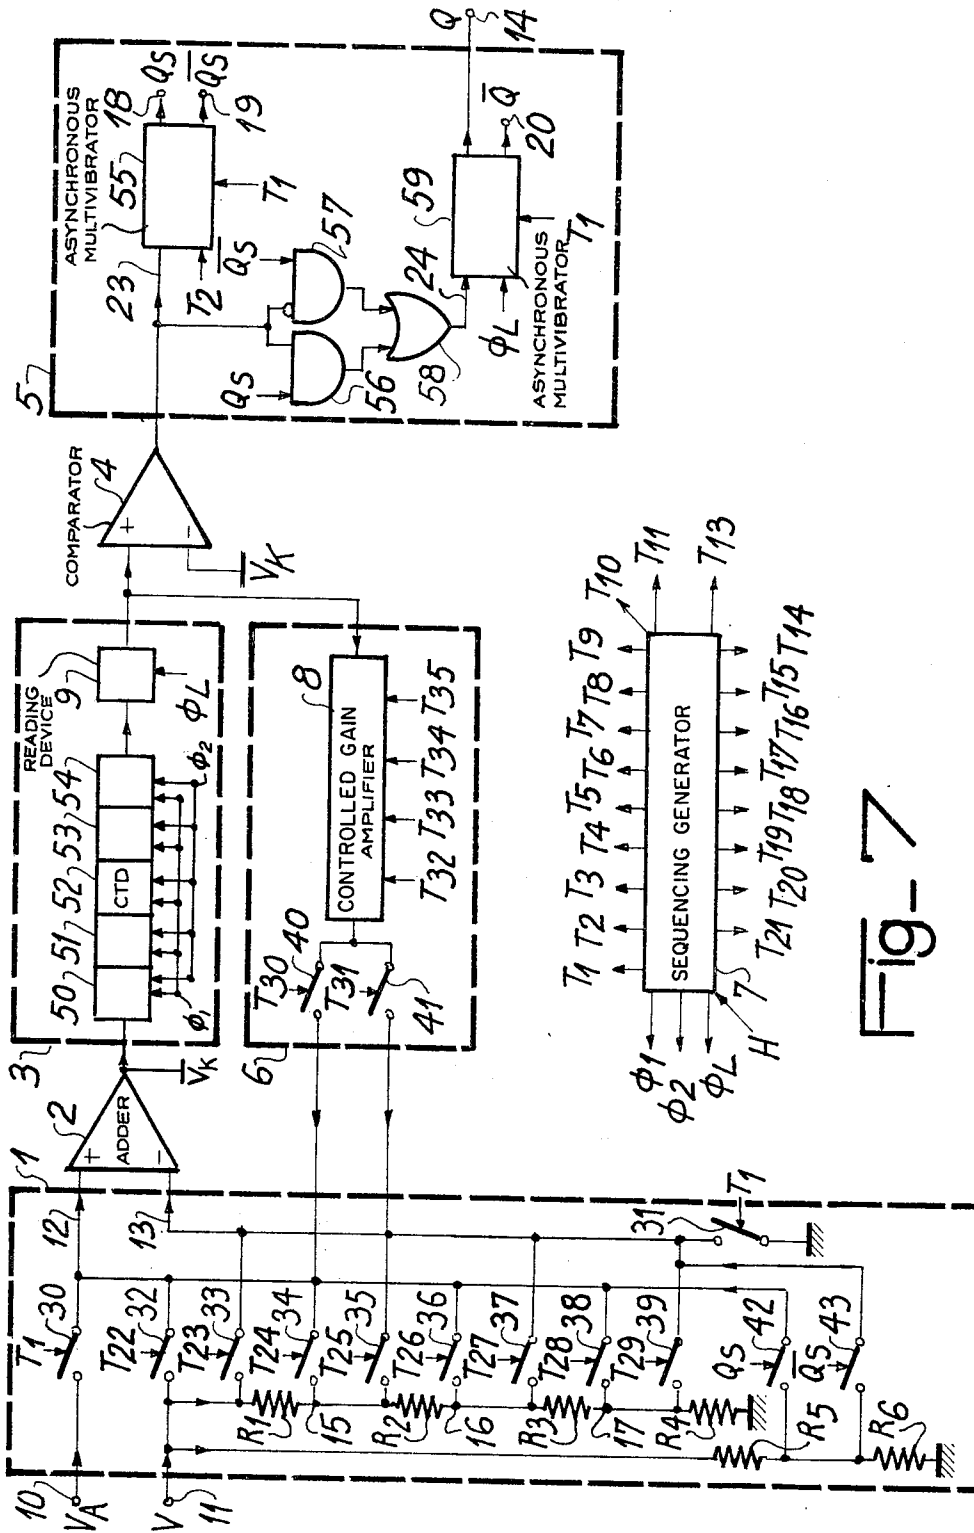 10
VA
V
11
1
12
13
T1
30
T22
32
T23
33
T24
34
T25
35
T26
36
T27
37
T28
38
T29
39
QS
42
Q̅S
43
31
T1
R1
15
R2
16
R3
17
R4
R5
R6
2
+
ADDER
−
VK
3
50
51
52
53
54
CTD
ϕ1
ϕ2
READING
DEVICE
9
ϕL
6
T30
40
T31
41
8
CONTROLLED GAIN
AMPLIFIER
T32
T33
T34
T35
COMPARATOR
4
+
−
VK
5
23
ASYNCHRONOUS
MULTIVIBRATOR
55
18
QS
Q̅S
19
T2
T1
QS
56
Q̅S
57
58
24
59
ϕL
T1
ASYNCHRONOUS
MULTIVIBRATOR
Q
14
Q̅
20
T1 T2 T3 T4 T5 T6 T7 T8 T9 T10
T11
T13
ϕ1
ϕ2
ϕL
SEQUENCING GENERATOR
7
H
T21 T20 T19 T18 T17 T16 T15 T14
Fig_7